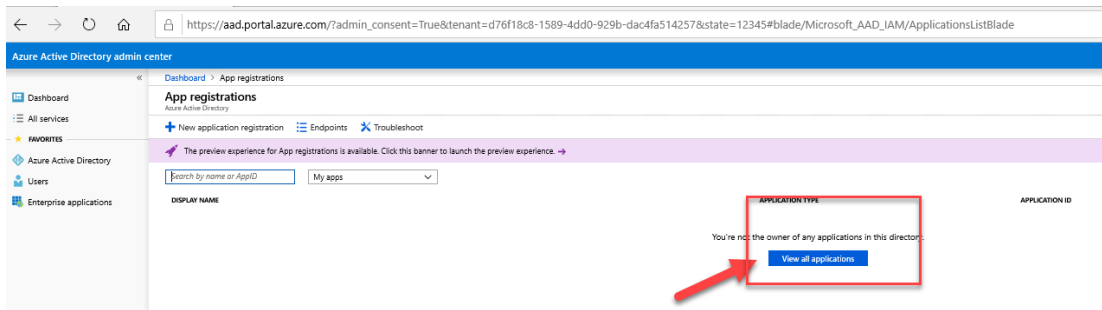 https://aad.portal.azure.com/?admin_consent=True&tenant=d76f18c8-1589-4dd0-929b-dac4fa514257&state=12345#blade/Microsoft_AAD_IAM/ApplicationsListBlade
Azure Active Directory admin center
«
Dashboard > App registrations
Dashboard
All services
FAVORITES
Azure Active Directory
Users
Enterprise applications
App registrations
Azure Active Directory
New application registration Endpoints Troubleshoot
The preview experience for App registrations is available. Click this banner to launch the preview experience. →
Search by name or AppID My apps
DISPLAY NAME APPLICATION TYPE APPLICATION ID
You're not the owner of any applications in this directory.
View all applications